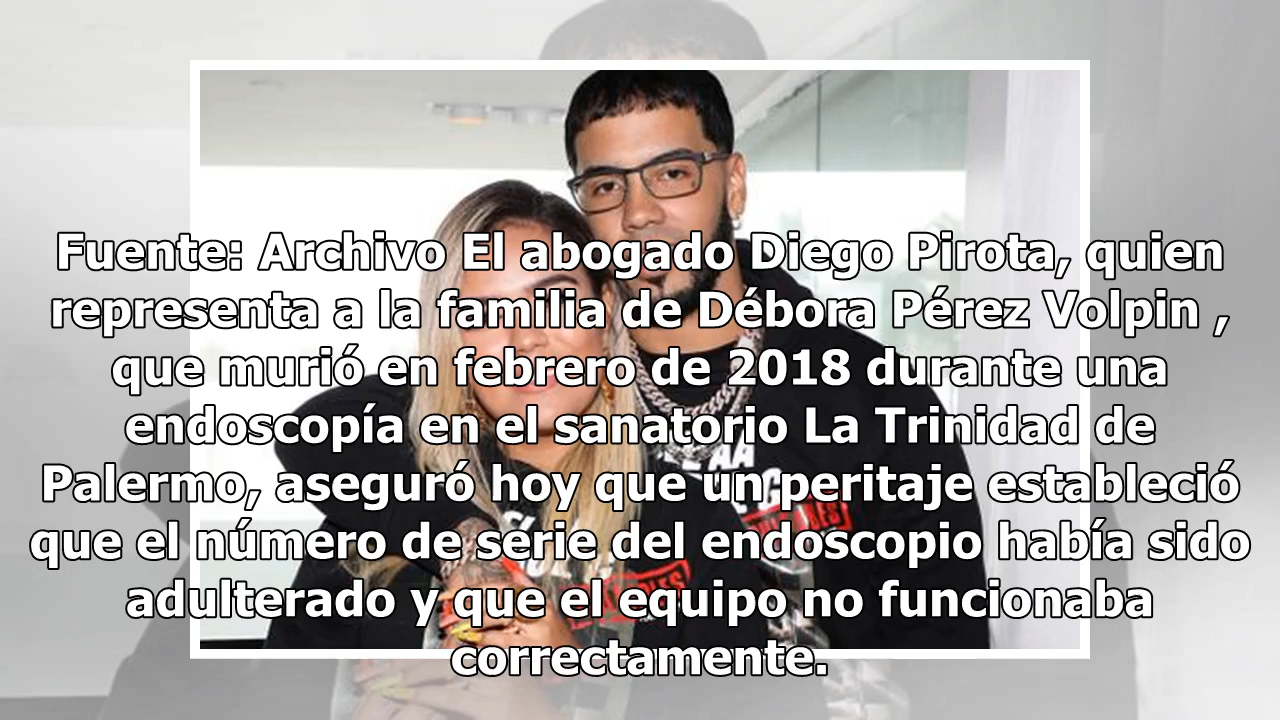 Fuente: Archivo El abogado Diego Pirota, quien
representa a la familia de Débora Pérez Volpin ,
que murió en febrero de 2018 durante una
endoscopía en el sanatorio La Trinidad de
Palermo, aseguró hoy que un peritaje estableció
que el número de serie del endoscopio había sido
adulterado y que el equipo no funcionaba
correctamente.